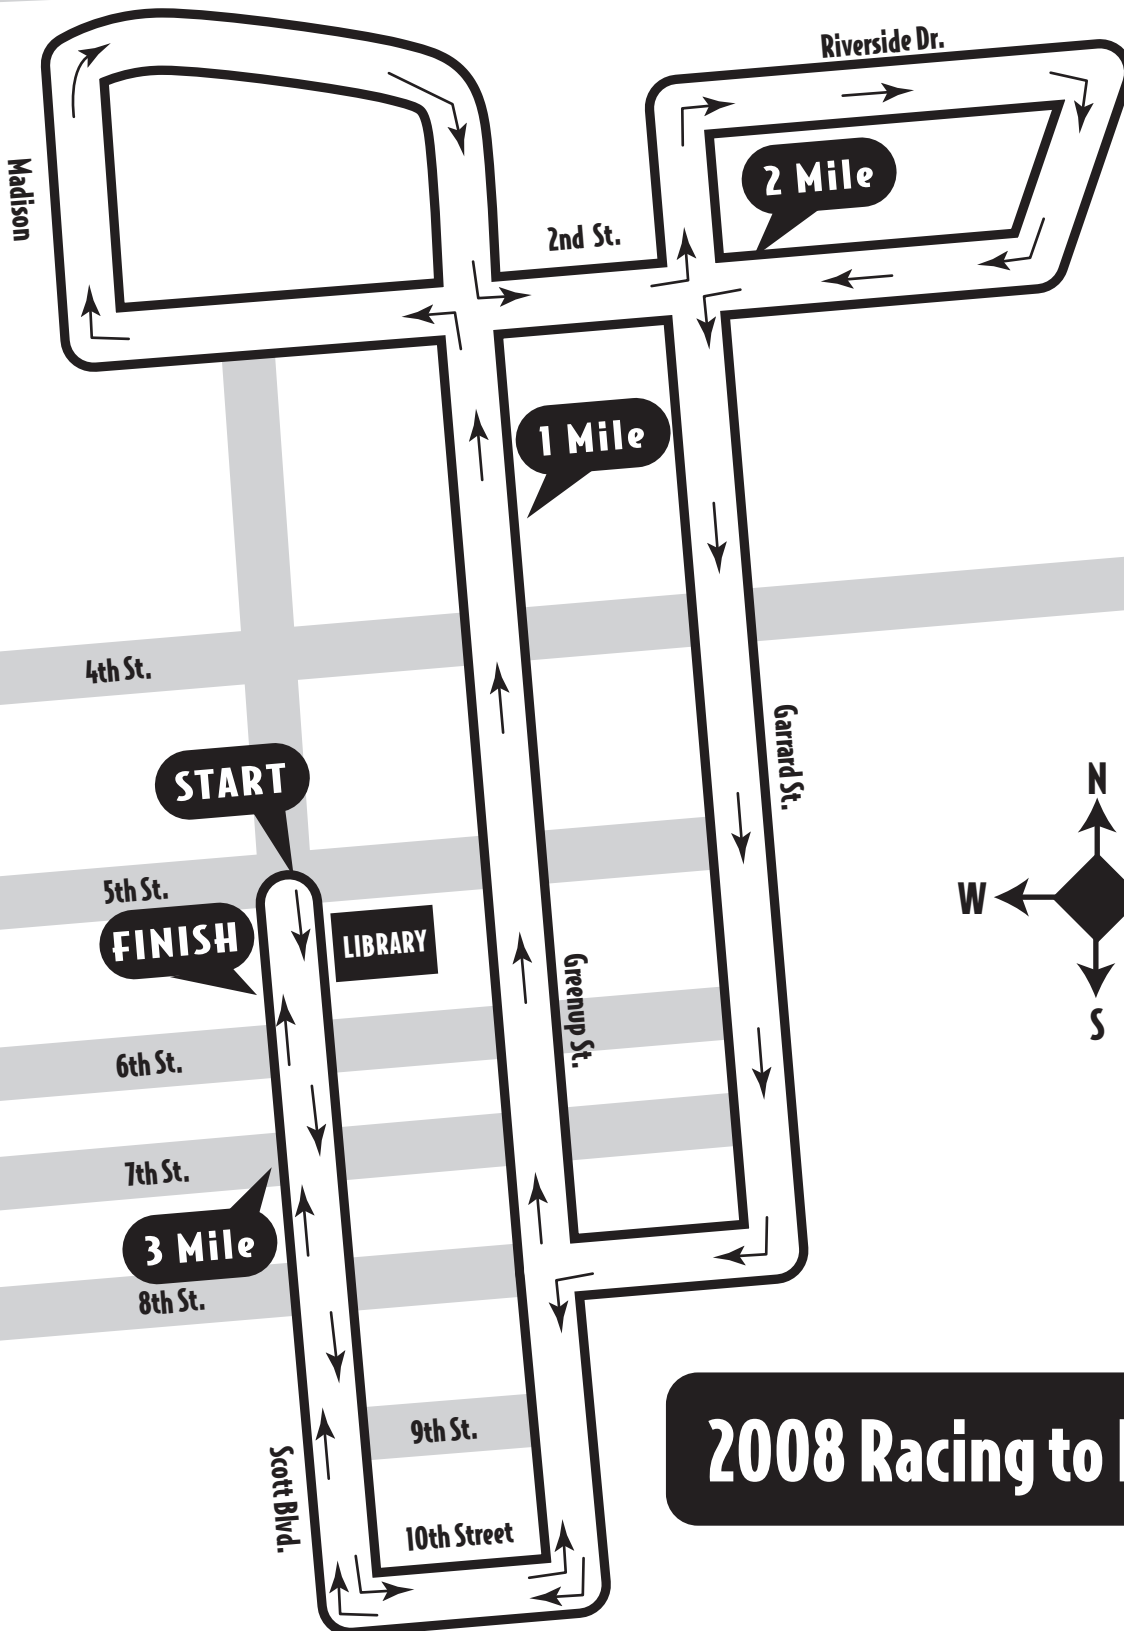 Riverside Dr.
Madison
2 Mile
2nd St.
1 Mile
4th St.
Garrard St.
START
N
5th St.
W
FINISH
LIBRARY
Greenup St.
S
6th St.
7th St.
3 Mile
8th St.
9th St.
2008 Racing to
Scott Blvd.
10th Street